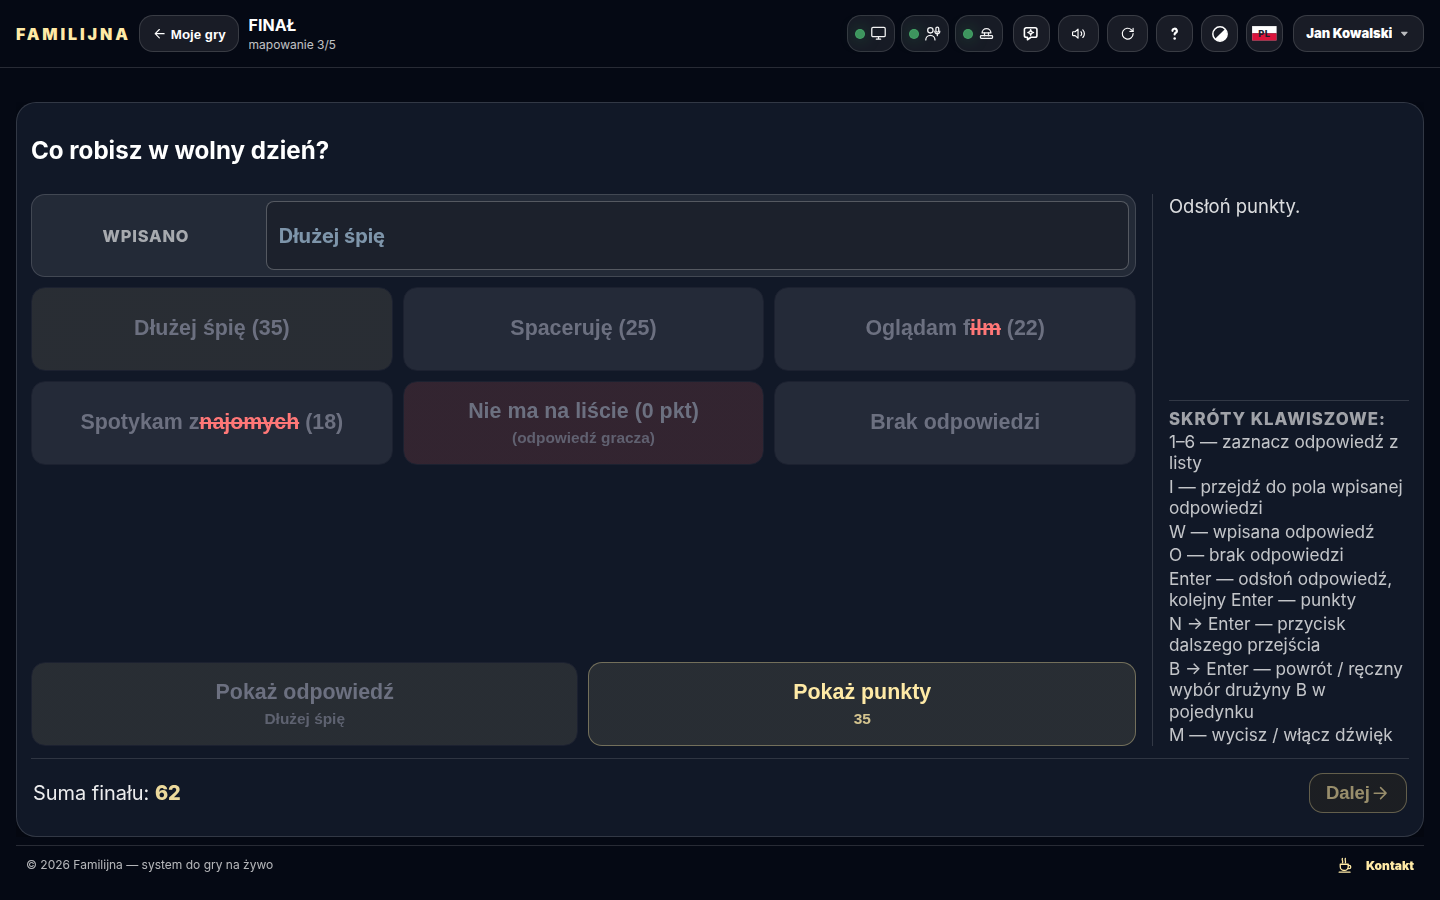 FAMILIJNA
← Moje gry
FINAŁ
mapowanie 3/5
?
PL
Jan Kowalski
Co robisz w wolny dzień?
WPISANO
Dłużej śpię
Dłużej śpię (35)
Spaceruję (25)
Oglądam film (22)
Spotykam znajomych (18)
Nie ma na liście (0 pkt)
(odpowiedź gracza)
Brak odpowiedzi
Pokaż odpowiedź
Dłużej śpię
Pokaż punkty
35
Odsłoń punkty.
SKRÓTY KLAWISZOWE:
1–6 — zaznacz odpowiedź z
listy
I — przejdź do pola wpisanej
odpowiedzi
W — wpisana odpowiedź
O — brak odpowiedzi
Enter — odsłoń odpowiedź,
kolejny Enter — punkty
N → Enter — przycisk
dalszego przejścia
B → Enter — powrót / ręczny
wybór drużyny B w
pojedynku
M — wycisz / włącz dźwięk
Suma finału: 62
Dalej →
© 2026 Familijna — system do gry na żywo
Kontakt